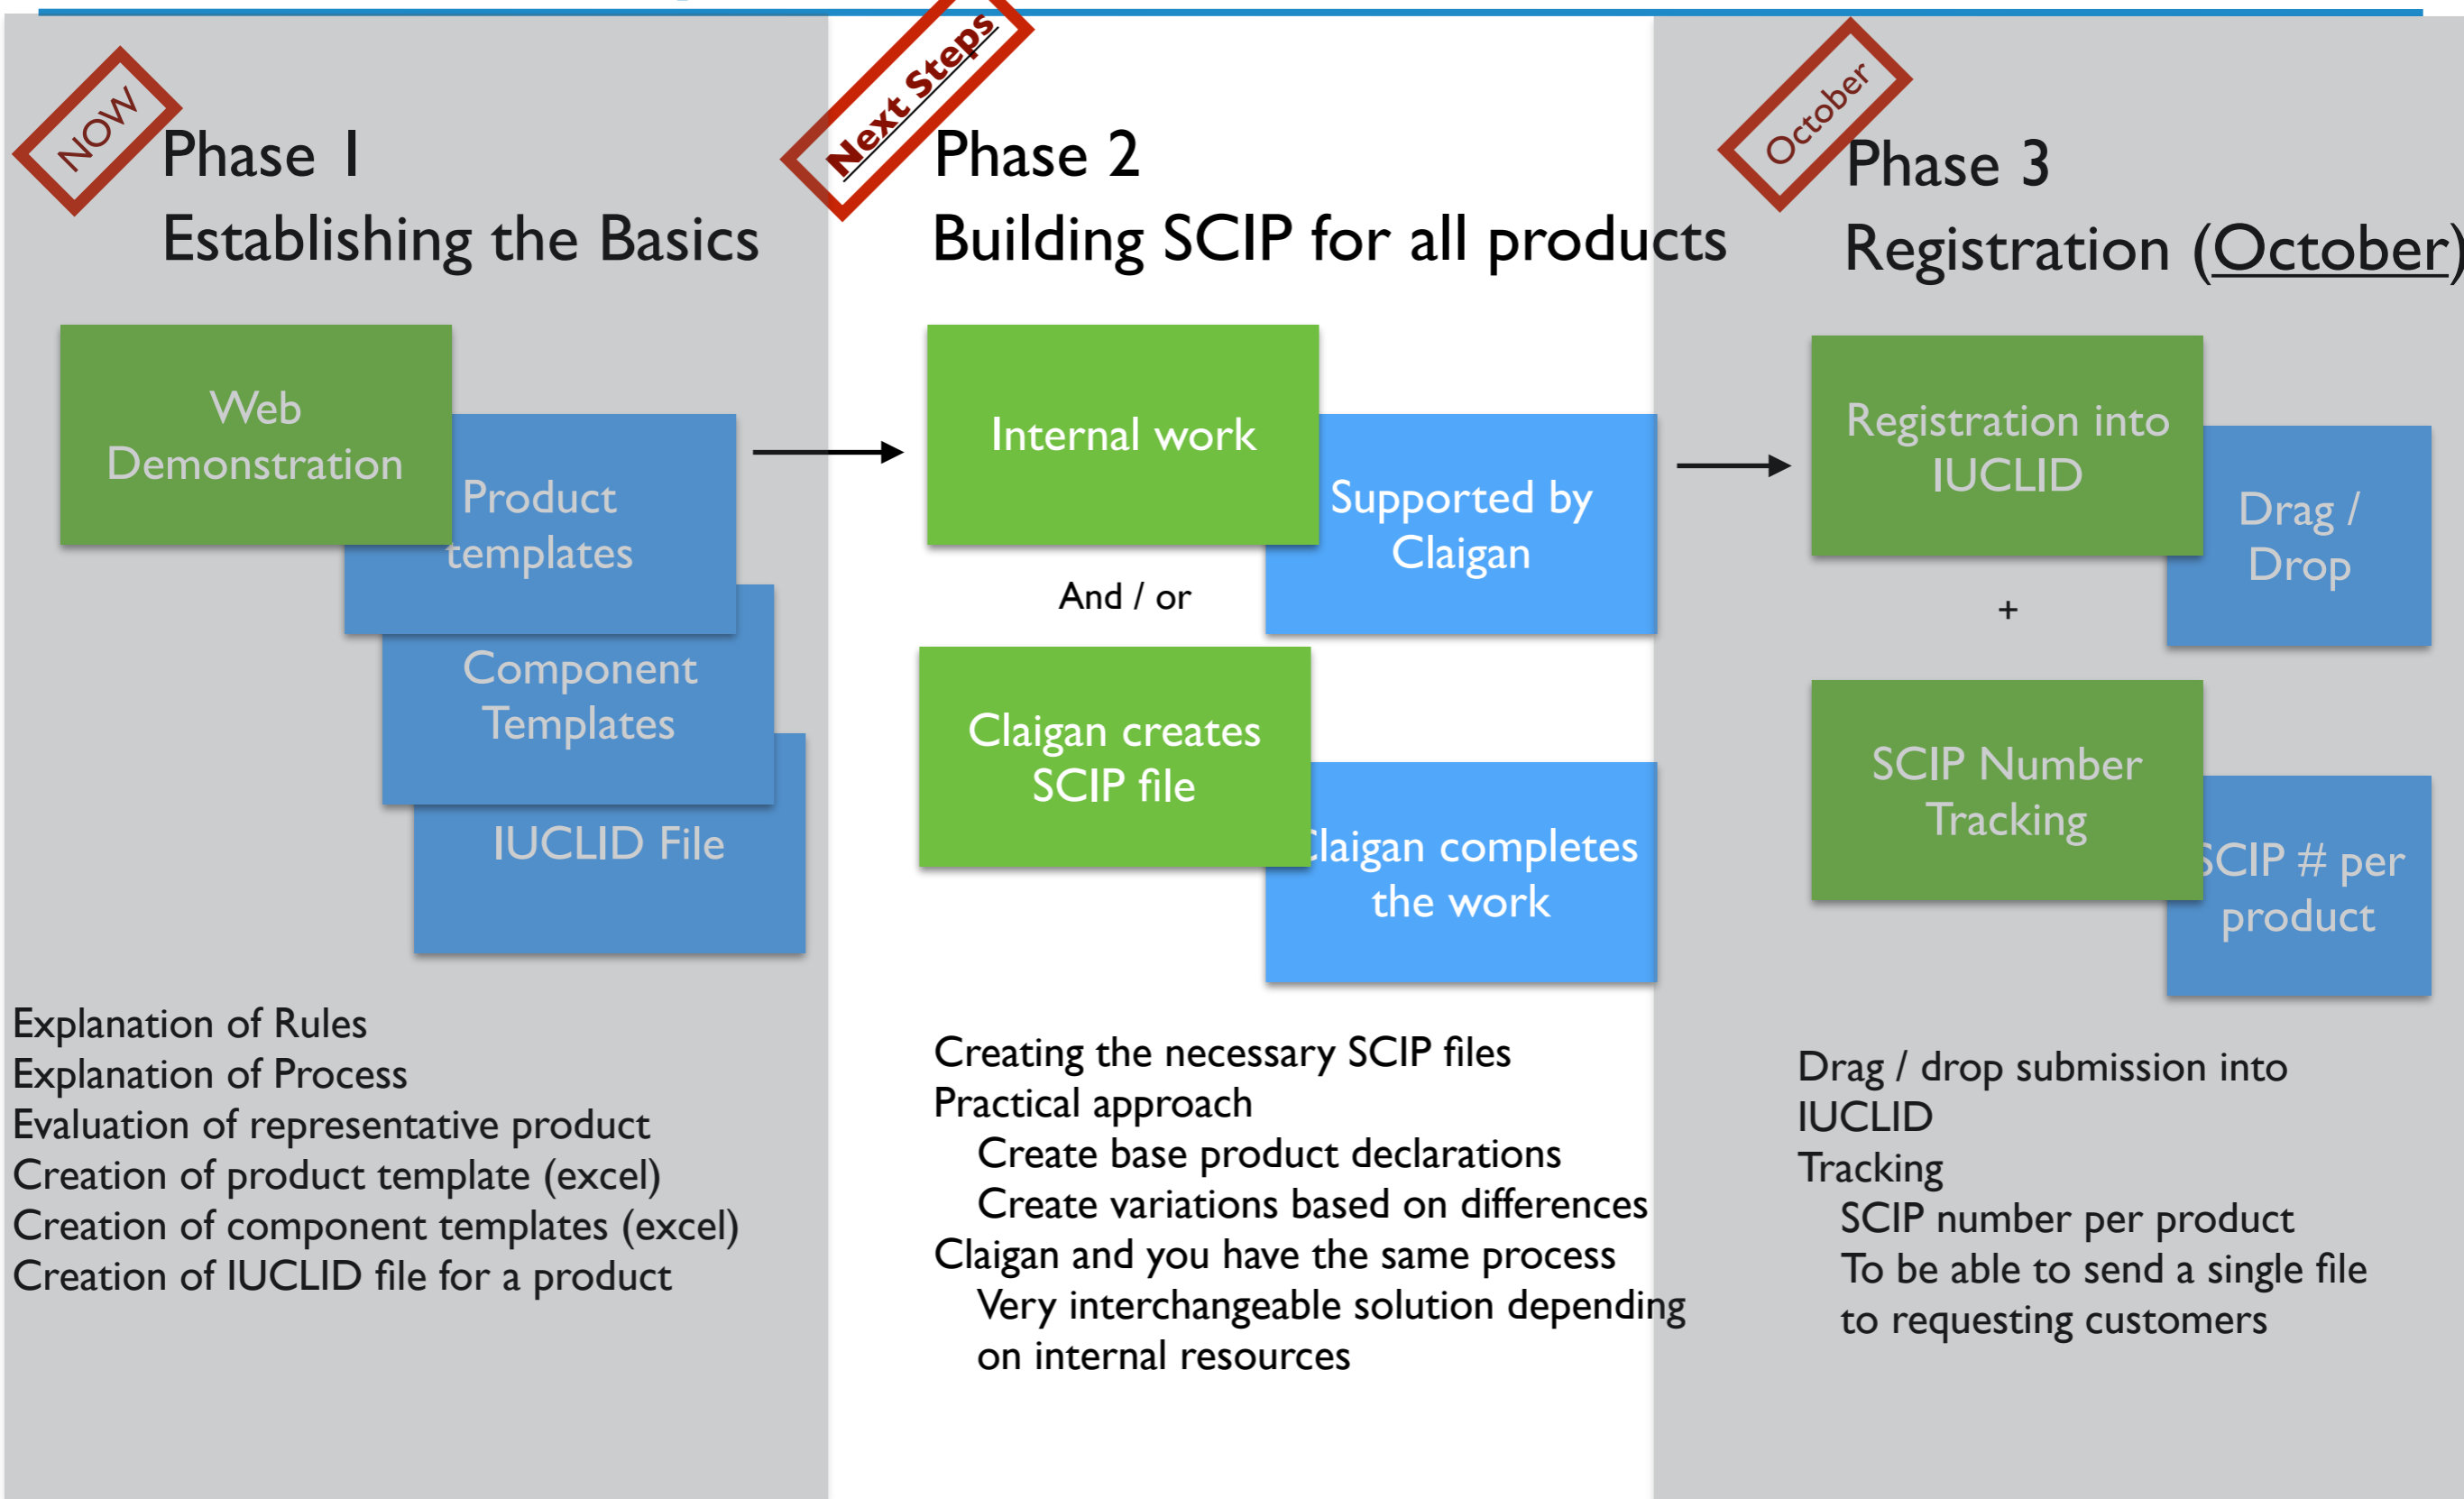 NOW
Phase 1
Establishing the Basics
Web
Demonstration
Product
templates
Component
Templates
IUCLID File
Explanation of Rules
Explanation of Process
Evaluation of representative product
Creation of product template (excel)
Creation of component templates (excel)
Creation of IUCLID file for a product
Next Steps
Phase 2
Building SCIP for all products
Internal work
Supported by
Claigan
And / or
Claigan creates
SCIP file
Claigan completes
the work
Creating the necessary SCIP files
Practical approach
Create base product declarations
Create variations based on differences
Claigan and you have the same process
Very interchangeable solution depending
on internal resources
October
Phase 3
Registration (October)
Registration into
IUCLID
Drag /
Drop
+
SCIP Number
Tracking
SCIP # per
product
Drag / drop submission into
IUCLID
Tracking
SCIP number per product
To be able to send a single file
to requesting customers